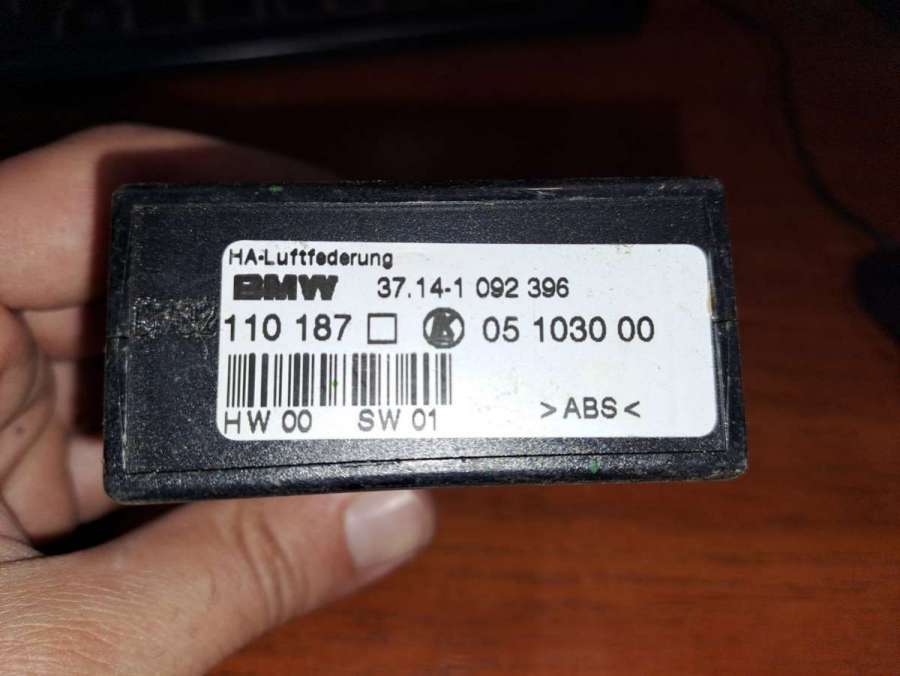 HA-Luftfederung
BMW 37.14-1 092 396
110 187 □ K 05 1030 00
HW 00 SW 01 >ABS<